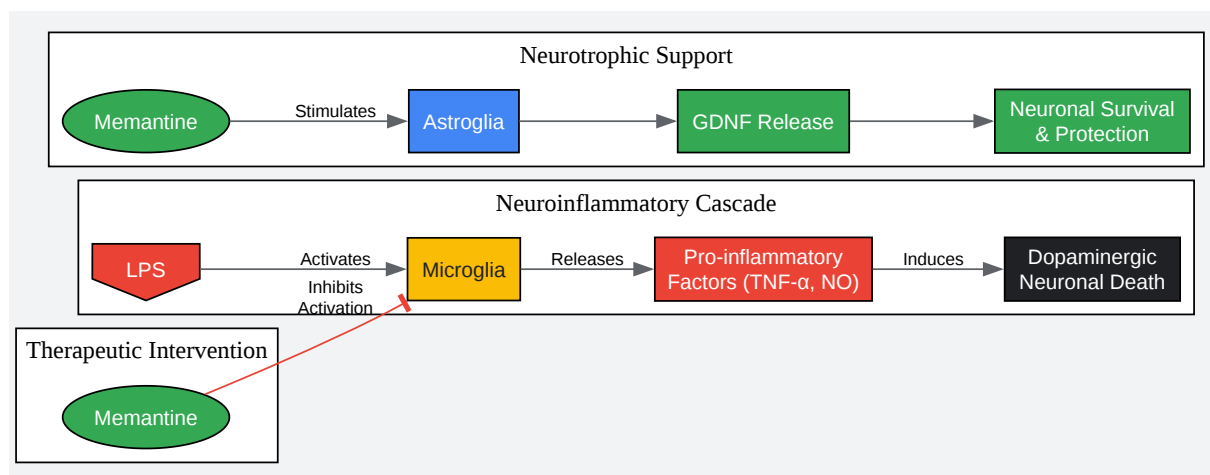 Neurotrophic Support
Memantine
Stimulates
Astroglia
GDNF Release
Neuronal Survival
& Protection
Neuroinflammatory Cascade
LPS
Activates
Microglia
Releases
Pro-inflammatory
Factors (TNF-α, NO)
Induces
Dopaminergic
Neuronal Death
Inhibits
Activation
Therapeutic Intervention
Memantine